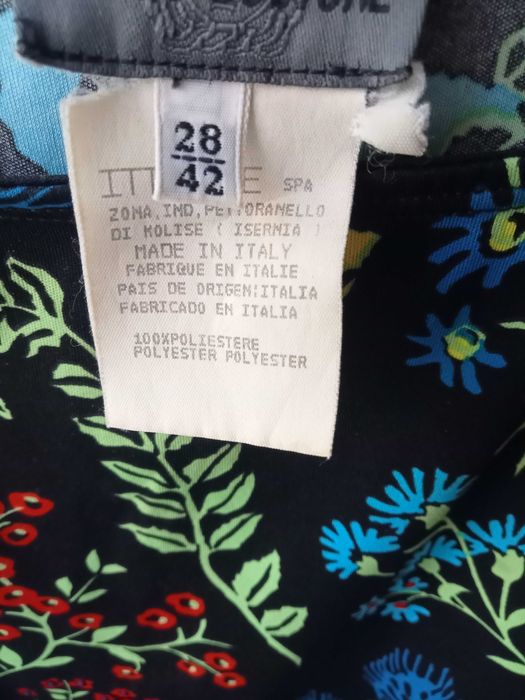 28
42
SPA
ZONA.IND.PETTORANELLO
DI KOLISE ( ISERNIA )
MADE IN ITALY
FABRIQUE EN ITALIE
PAIS DE ORIGEN:ITALIA
FABRICADO EN ITALIA
100%POLIESTERE
POLYESTER POLYESTER